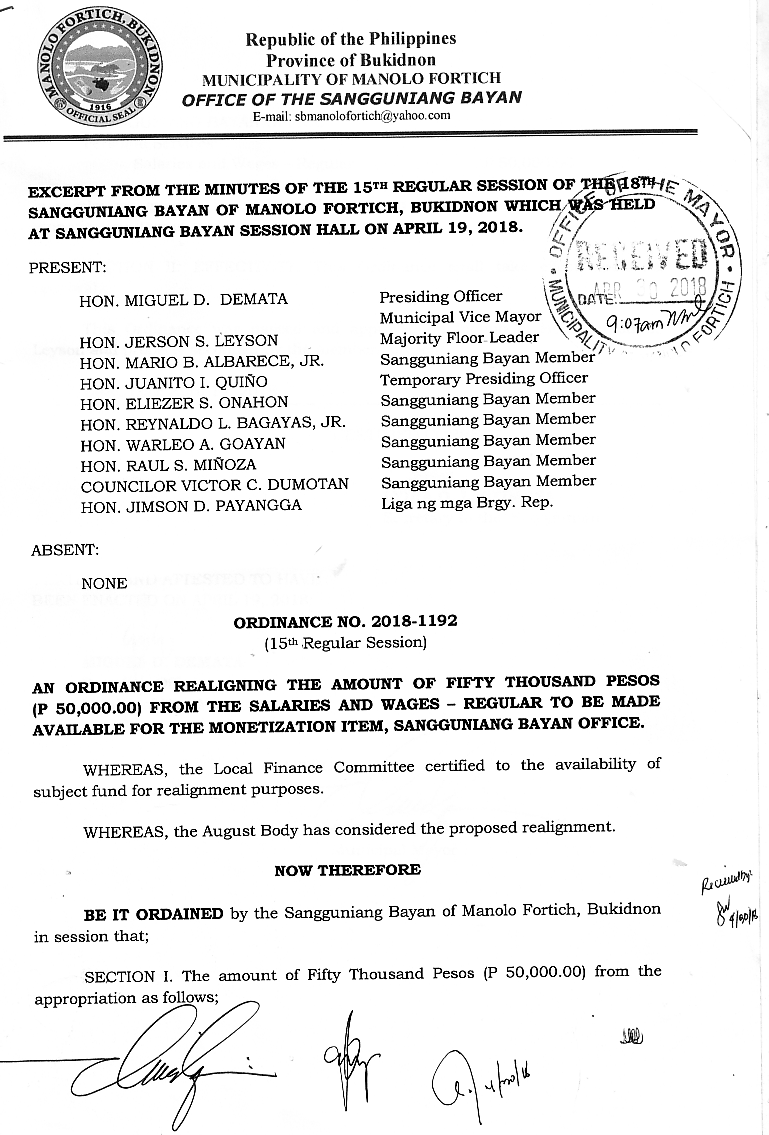 MANOLO FORTICH, BUKIDNON
1916
OFFICIAL SEAL
Republic of the Philippines
Province of Bukidnon
MUNICIPALITY OF MANOLO FORTICH
OFFICE OF THE SANGGUNIANG BAYAN
E-mail: sbmanolofortich@yahoo.com
EXCERPT FROM THE MINUTES OF THE 15TH REGULAR SESSION OF THE 18TH
SANGGUNIANG BAYAN OF MANOLO FORTICH, BUKIDNON WHICH WAS HELD
AT SANGGUNIANG BAYAN SESSION HALL ON APRIL 19, 2018.
OFFICE OF THE MAYOR
RECEIVED
DATE: APR 2018
9:07am
MUNICIPALITY FORTICH
PRESENT:
HON. MIGUEL D. DEMATA Presiding Officer
Municipal Vice Mayor
HON. JERSON S. LEYSON Majority Floor Leader
HON. MARIO B. ALBARECE, JR. Sangguniang Bayan Member
HON. JUANITO I. QUIÑO Temporary Presiding Officer
HON. ELIEZER S. ONAHON Sangguniang Bayan Member
HON. REYNALDO L. BAGAYAS, JR. Sangguniang Bayan Member
HON. WARLEO A. GOAYAN Sangguniang Bayan Member
HON. RAUL S. MIÑOZA Sangguniang Bayan Member
COUNCILOR VICTOR C. DUMOTAN Sangguniang Bayan Member
HON. JIMSON D. PAYANGGA Liga ng mga Brgy. Rep.
ABSENT:
NONE
ORDINANCE NO. 2018-1192
(15th Regular Session)
AN ORDINANCE REALIGNING THE AMOUNT OF FIFTY THOUSAND PESOS
(P 50,000.00) FROM THE SALARIES AND WAGES – REGULAR TO BE MADE
AVAILABLE FOR THE MONETIZATION ITEM, SANGGUNIANG BAYAN OFFICE.
WHEREAS, the Local Finance Committee certified to the availability of
subject fund for realignment purposes.
WHEREAS, the August Body has considered the proposed realignment.
NOW THEREFORE
Received by:
BE IT ORDAINED by the Sangguniang Bayan of Manolo Fortich, Bukidnon
in session that;
SECTION I. The amount of Fifty Thousand Pesos (P 50,000.00) from the
appropriation as follows;